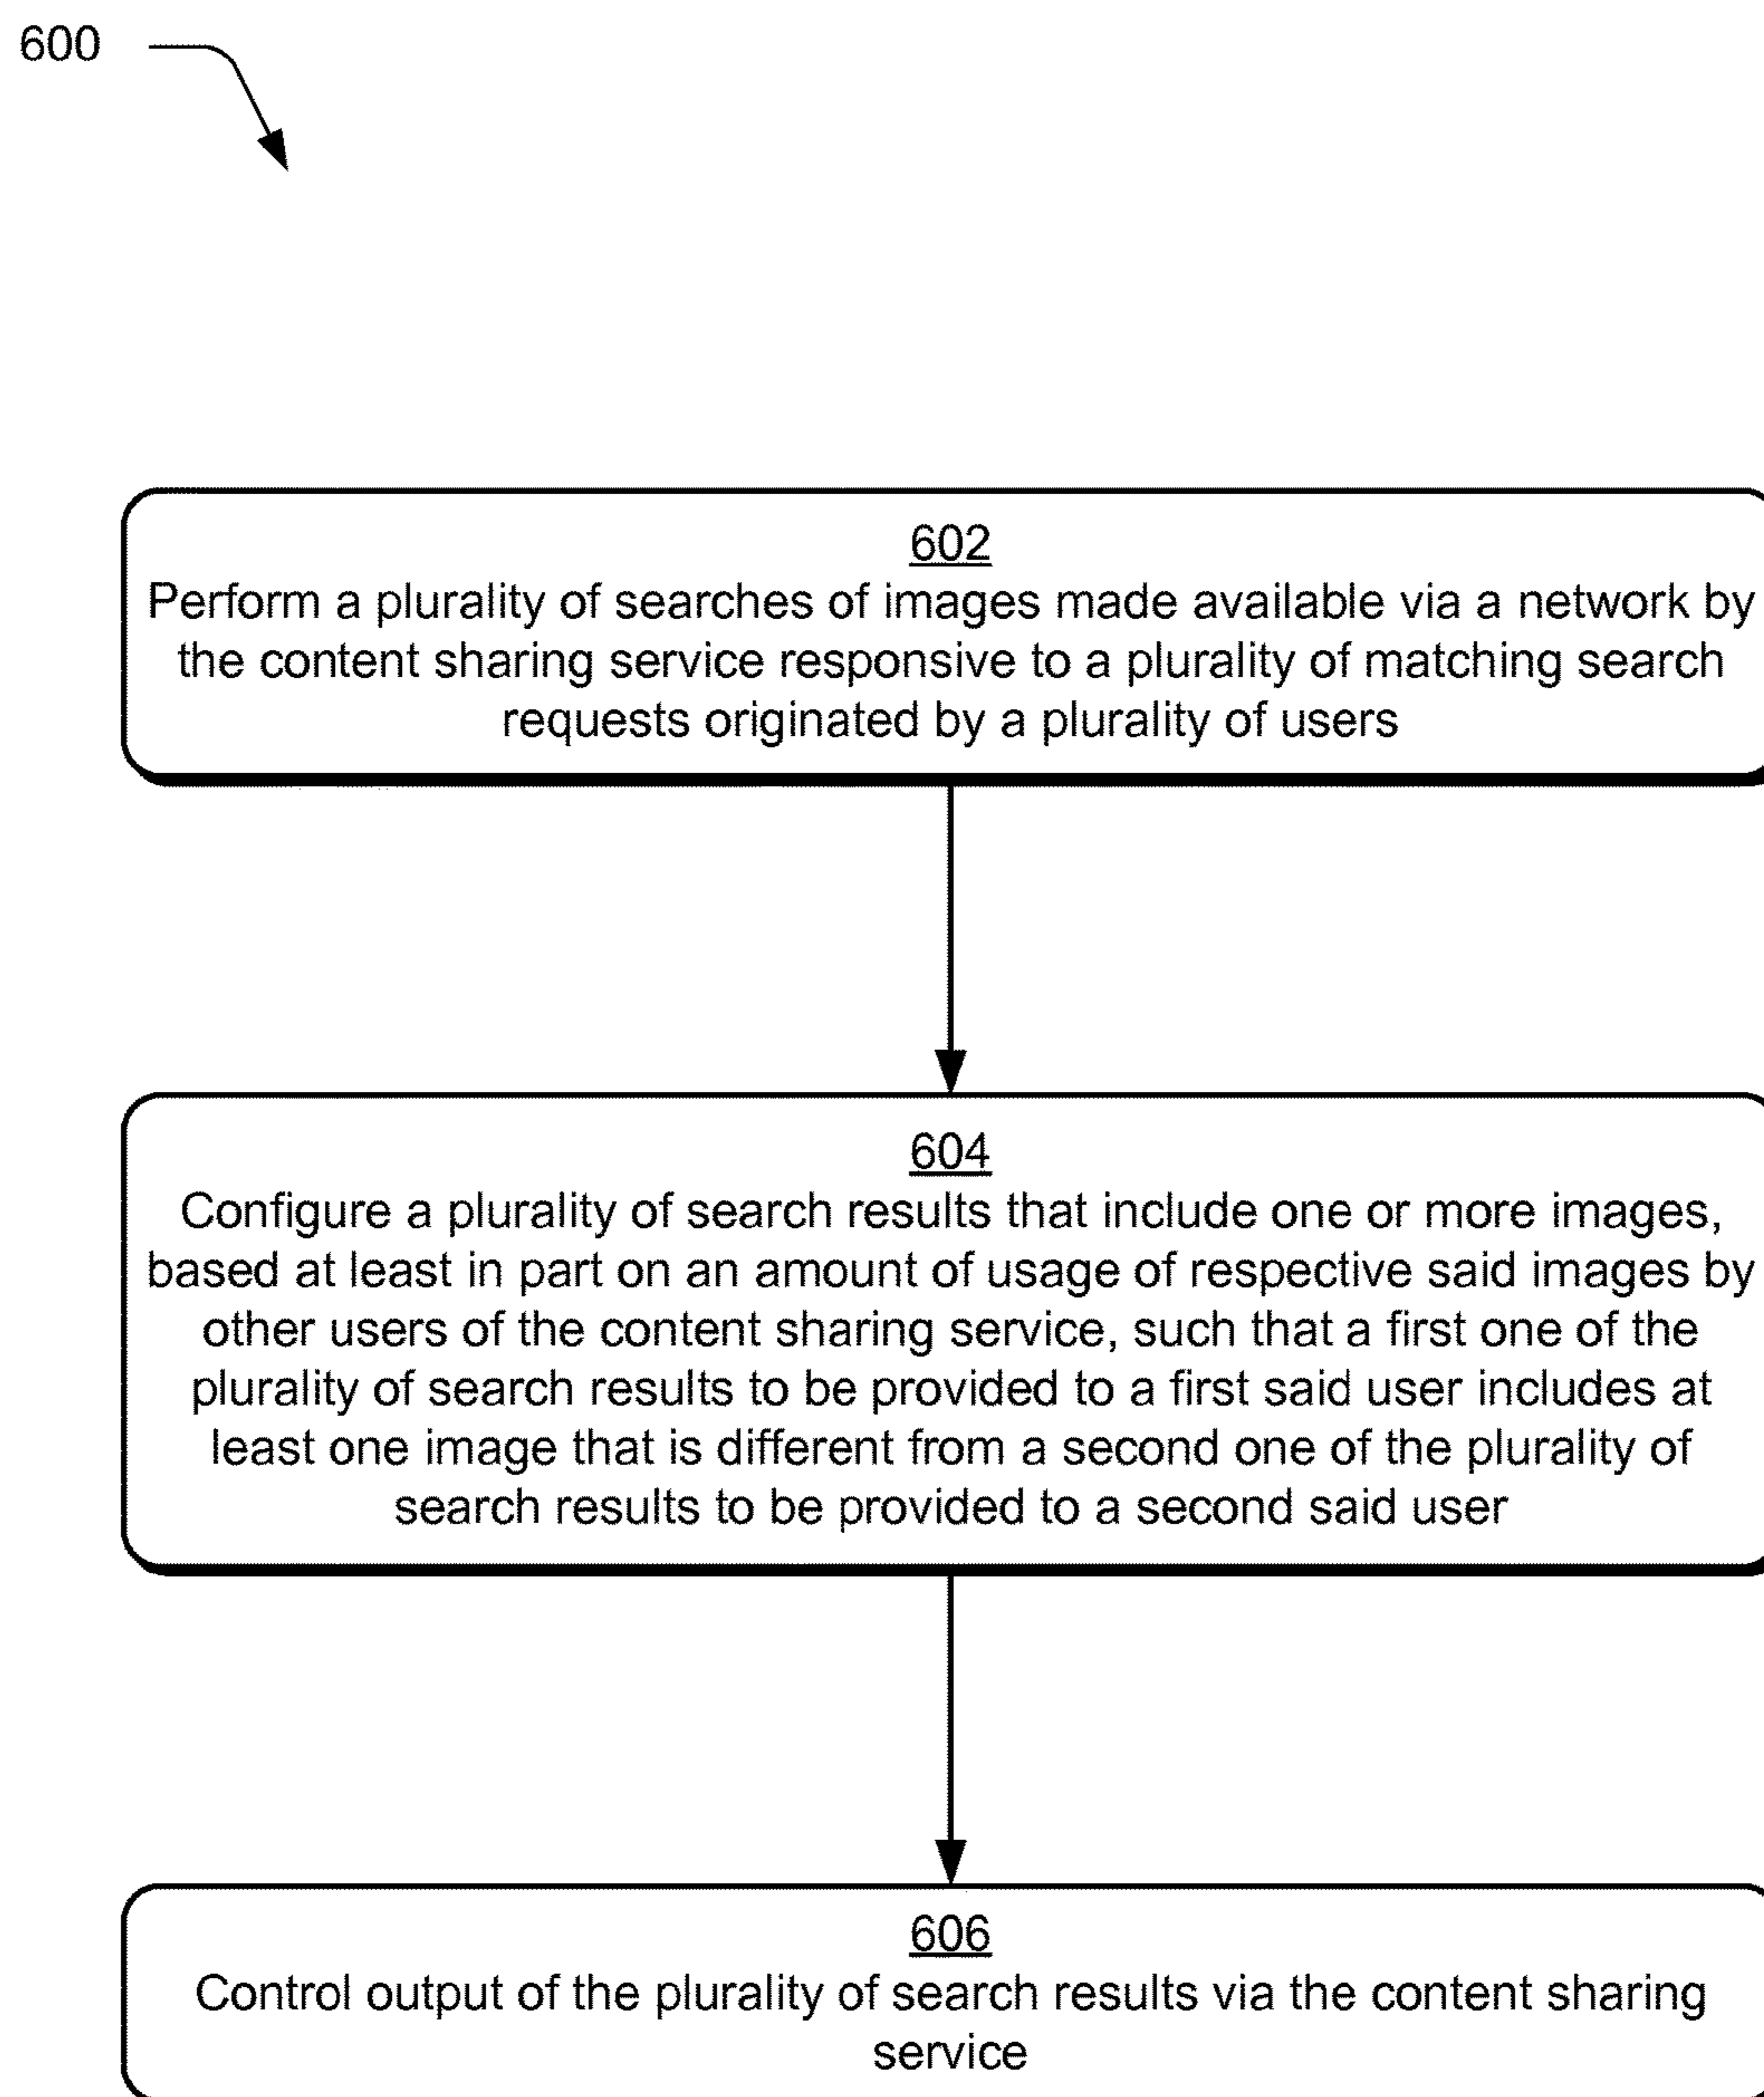 600
602
Perform a plurality of searches of images made available via a network by
the content sharing service responsive to a plurality of matching search
requests originated by a plurality of users
604
Configure a plurality of search results that include one or more images,
based at least in part on an amount of usage of respective said images by
other users of the content sharing service, such that a first one of the
plurality of search results to be provided to a first said user includes at
least one image that is different from a second one of the plurality of
search results to be provided to a second said user
606
Control output of the plurality of search results via the content sharing
service